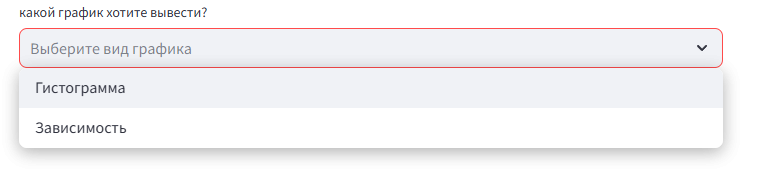 какой график хотите вывести?
Выберите вид графика
Гистограмма
Зависимость